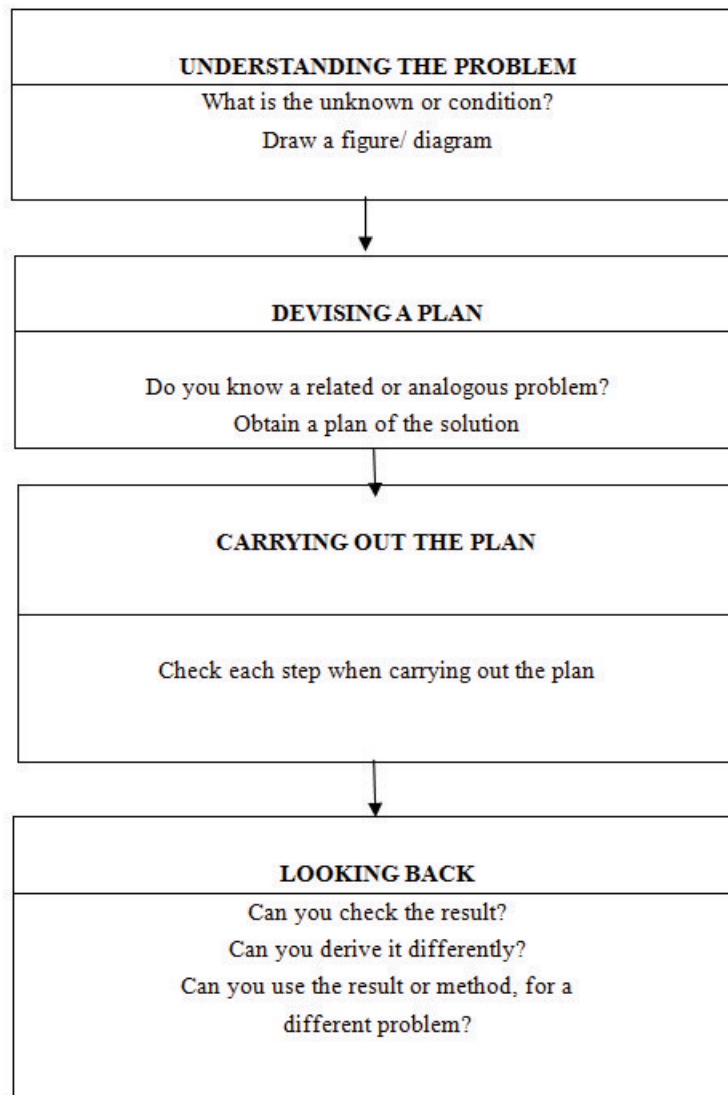 UNDERSTANDING THE PROBLEM
What is the unknown or condition?
Draw a figure/ diagram
DEVISING A PLAN
Do you know a related or analogous problem?
Obtain a plan of the solution
CARRYING OUT THE PLAN
Check each step when carrying out the plan
LOOKING BACK
Can you check the result?
Can you derive it differently?
Can you use the result or method, for a
different problem?